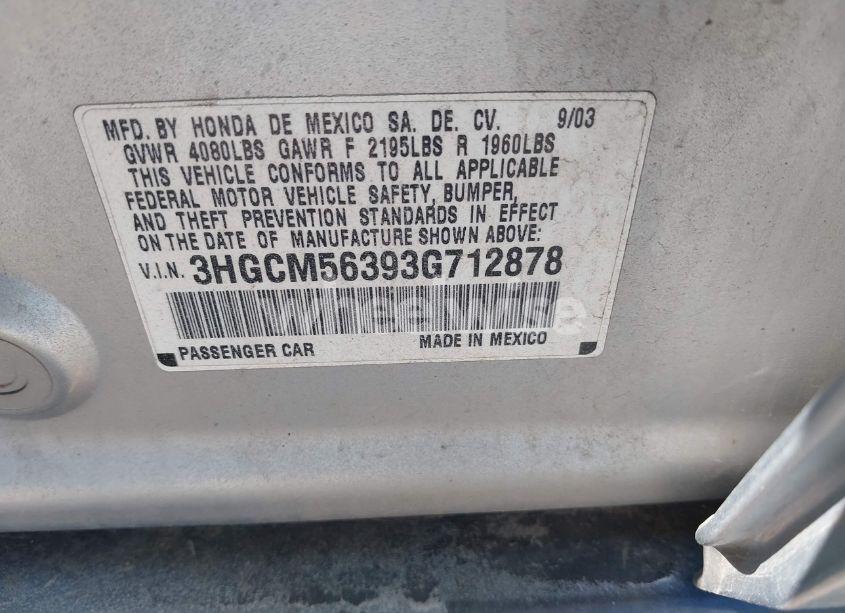 MFD. BY HONDA DE MEXICO SA. DE. CV. 9/03
GVWR 4080LBS GAWR F 2195LBS R 1960LBS
THIS VEHICLE CONFORMS TO ALL APPLICABLE
FEDERAL MOTOR VEHICLE SAFETY, BUMPER,
AND THEFT PREVENTION STANDARDS IN EFFECT
ON THE DATE OF MANUFACTURE SHOWN ABOVE:
V.I.N. 3HGCM56393G712878
PASSENGER CAR MADE IN MEXICO